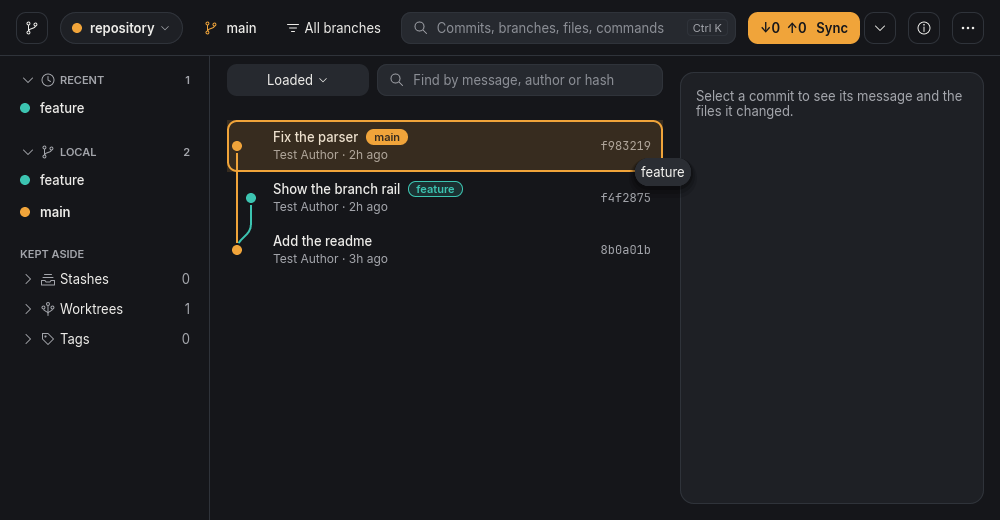 repository
main
All branches
Commits, branches, files, commands
Ctrl K
↓0 ↑0 Sync
RECENT 1
feature
LOCAL 2
feature
main
KEPT ASIDE
Stashes 0
Worktrees 1
Tags 0
Loaded
Find by message, author or hash
Fix the parser main
Test Author · 2h ago
f983219
feature
Show the branch rail feature
Test Author · 2h ago
f4f2875
Add the readme
Test Author · 3h ago
8b0a01b
Select a commit to see its message and the
files it changed.